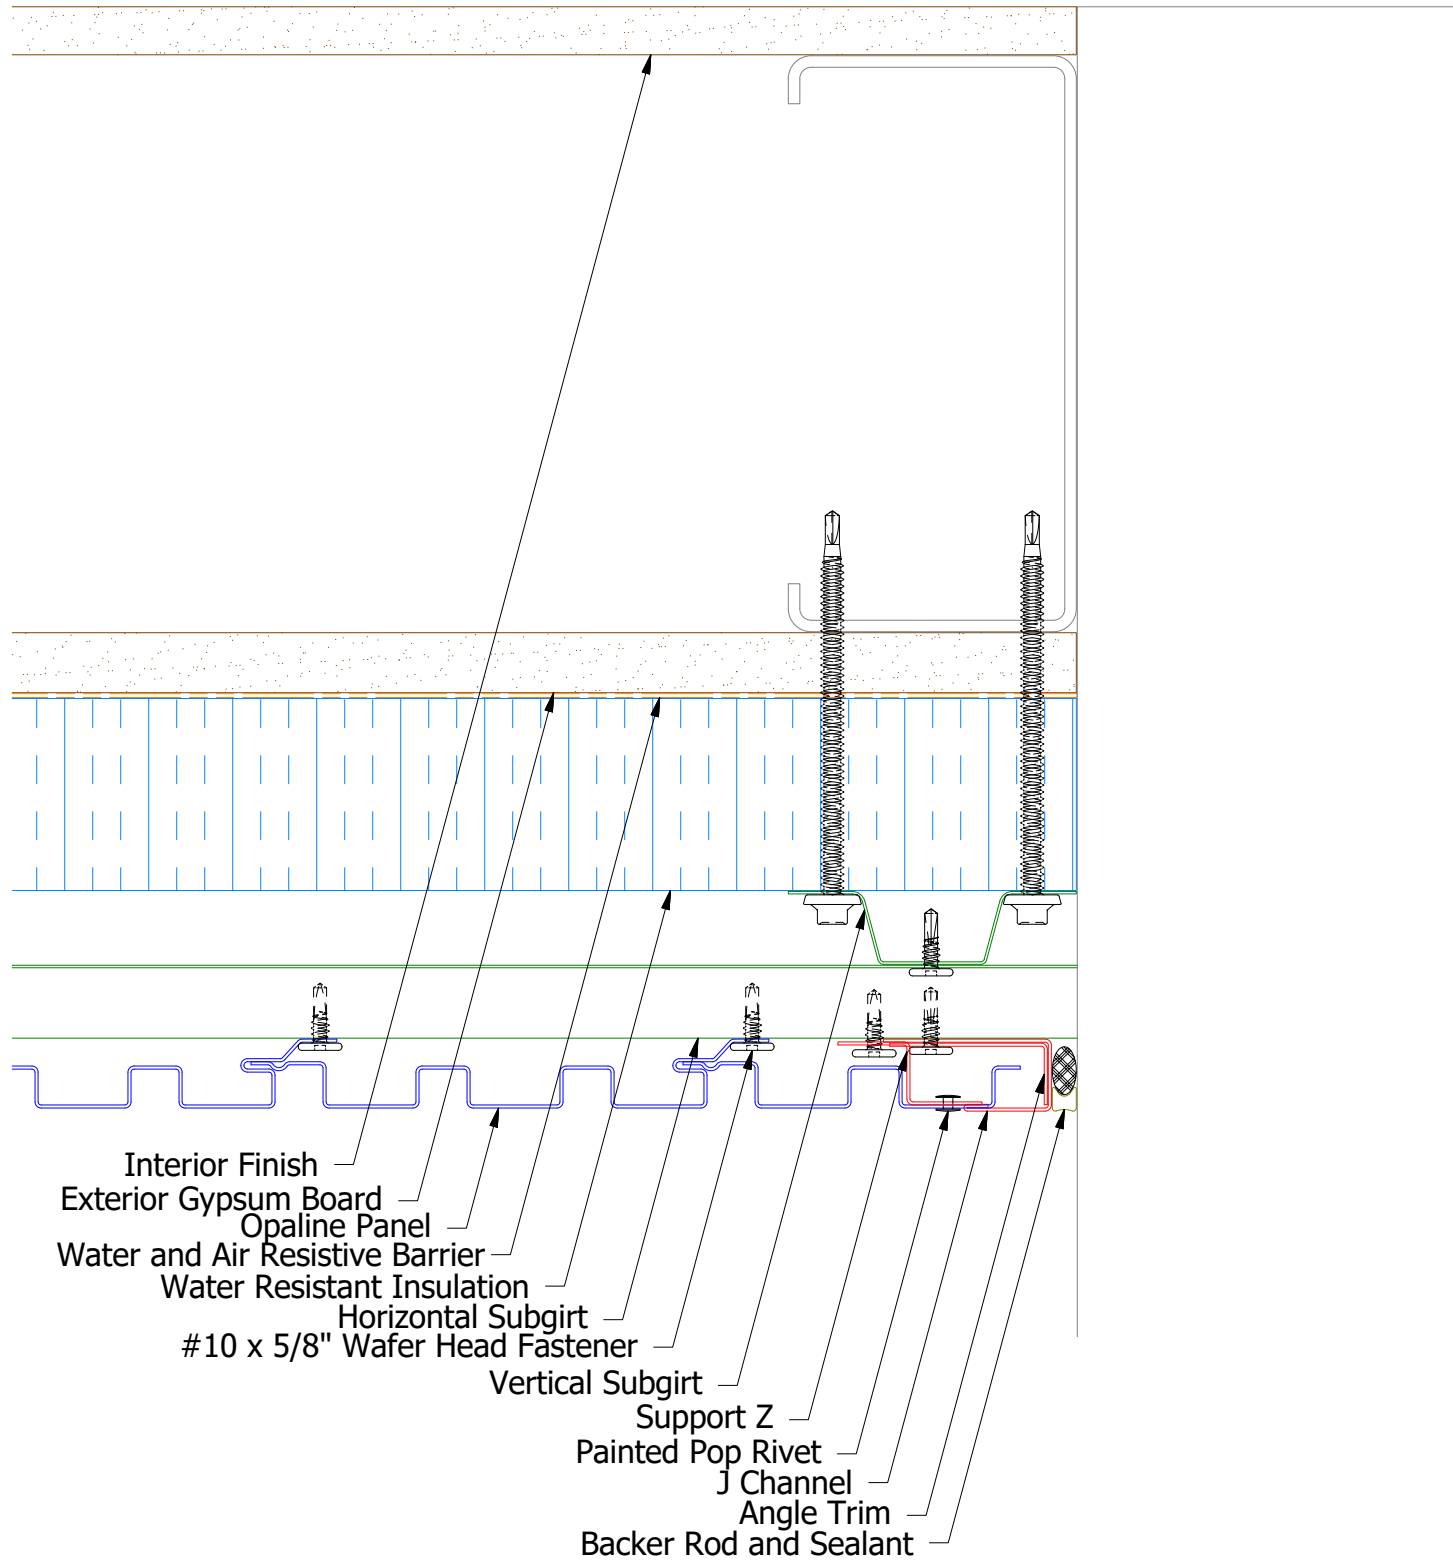 Interior Finish
Exterior Gypsum Board
Opaline Panel
Water and Air Resistive Barrier
Water Resistant Insulation
Horizontal Subgirt
#10 x 5/8" Wafer Head Fastener
Vertical Subgirt
Support Z
Painted Pop Rivet
J Channel
Angle Trim
Backer Rod and Sealant